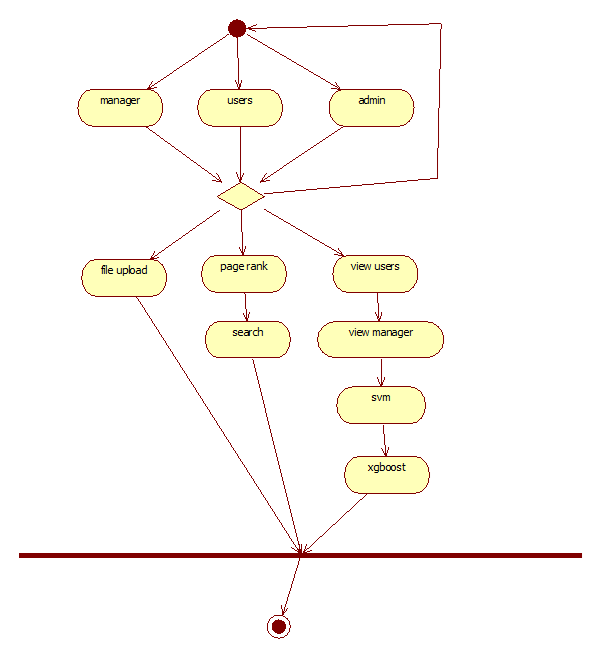 manager
users
admin
file upload
page rank
view users
search
view manager
svm
xgboost